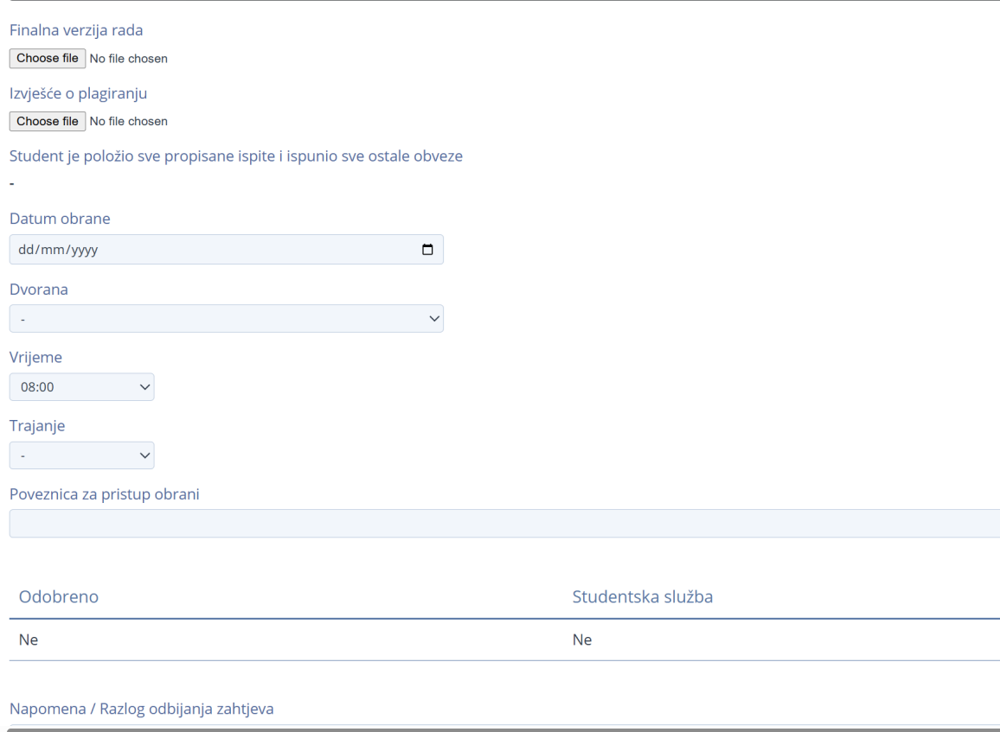 Finalna verzija rada
Choose file No file chosen
Izvješće o plagiranju
Choose file No file chosen
Student je položio sve propisane ispite i ispunio sve ostale obveze
-
Datum obrane
dd/mm/yyyy
Dvorana
-
Vrijeme
08:00
Trajanje
-
Poveznica za pristup obrani
Odobreno Studentska služba
Ne Ne
Napomena / Razlog odbijanja zahtjeva